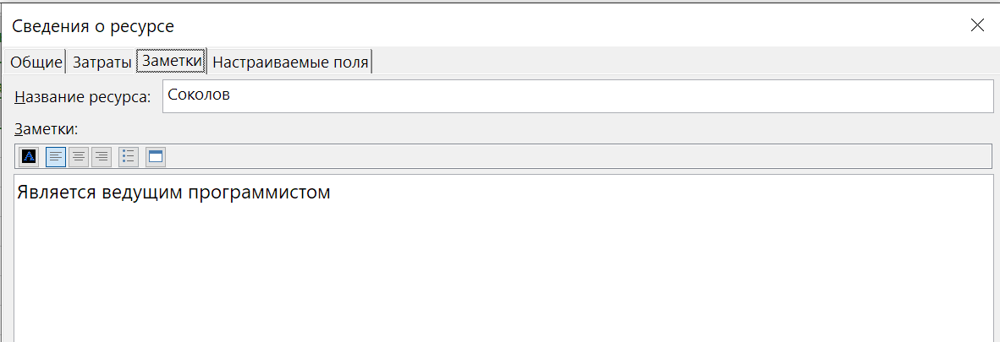 Сведения о ресурсе
Общие Затраты Заметки Настраиваемые поля
Название ресурса: Соколов
Заметки:
A
Является ведущим программистом